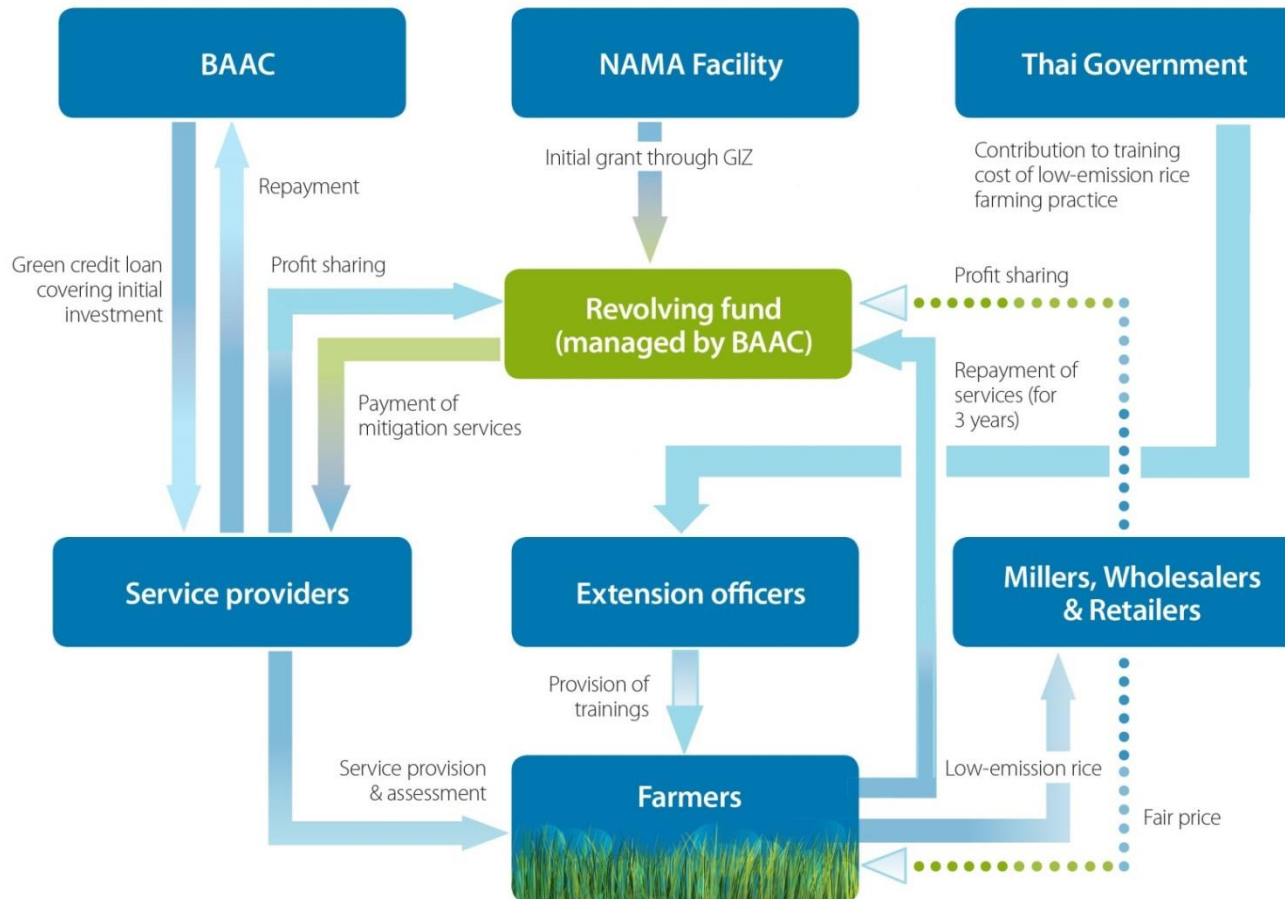 BAAC
NAMA Facility
Thai Government
Initial grant through GIZ
Contribution to training
cost of low-emission rice
farming practice
Repayment
Green credit loan
covering initial
investment
Profit sharing
Profit sharing
Revolving fund
(managed by BAAC)
Repayment of
services (for
3 years)
Payment of
mitigation services
Service providers
Extension officers
Millers, Wholesalers
& Retailers
Provision of
trainings
Service provision
& assessment
Farmers
Low-emission rice
Fair price